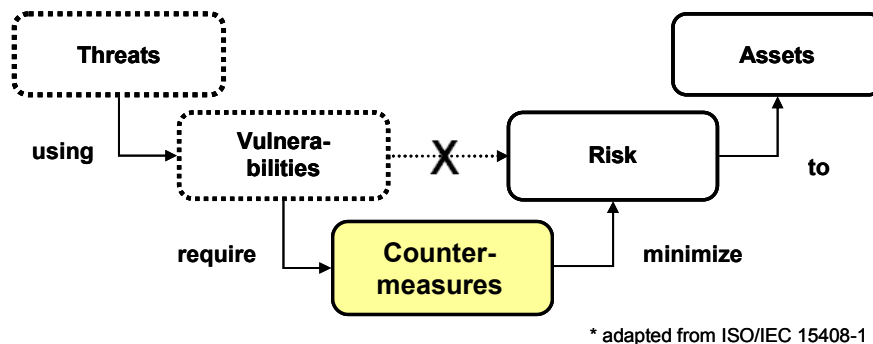 Threats
Assets
using
Vulnera-
bilities
X
Risk
to
require
Counter-
measures
minimize
* adapted from ISO/IEC 15408-1